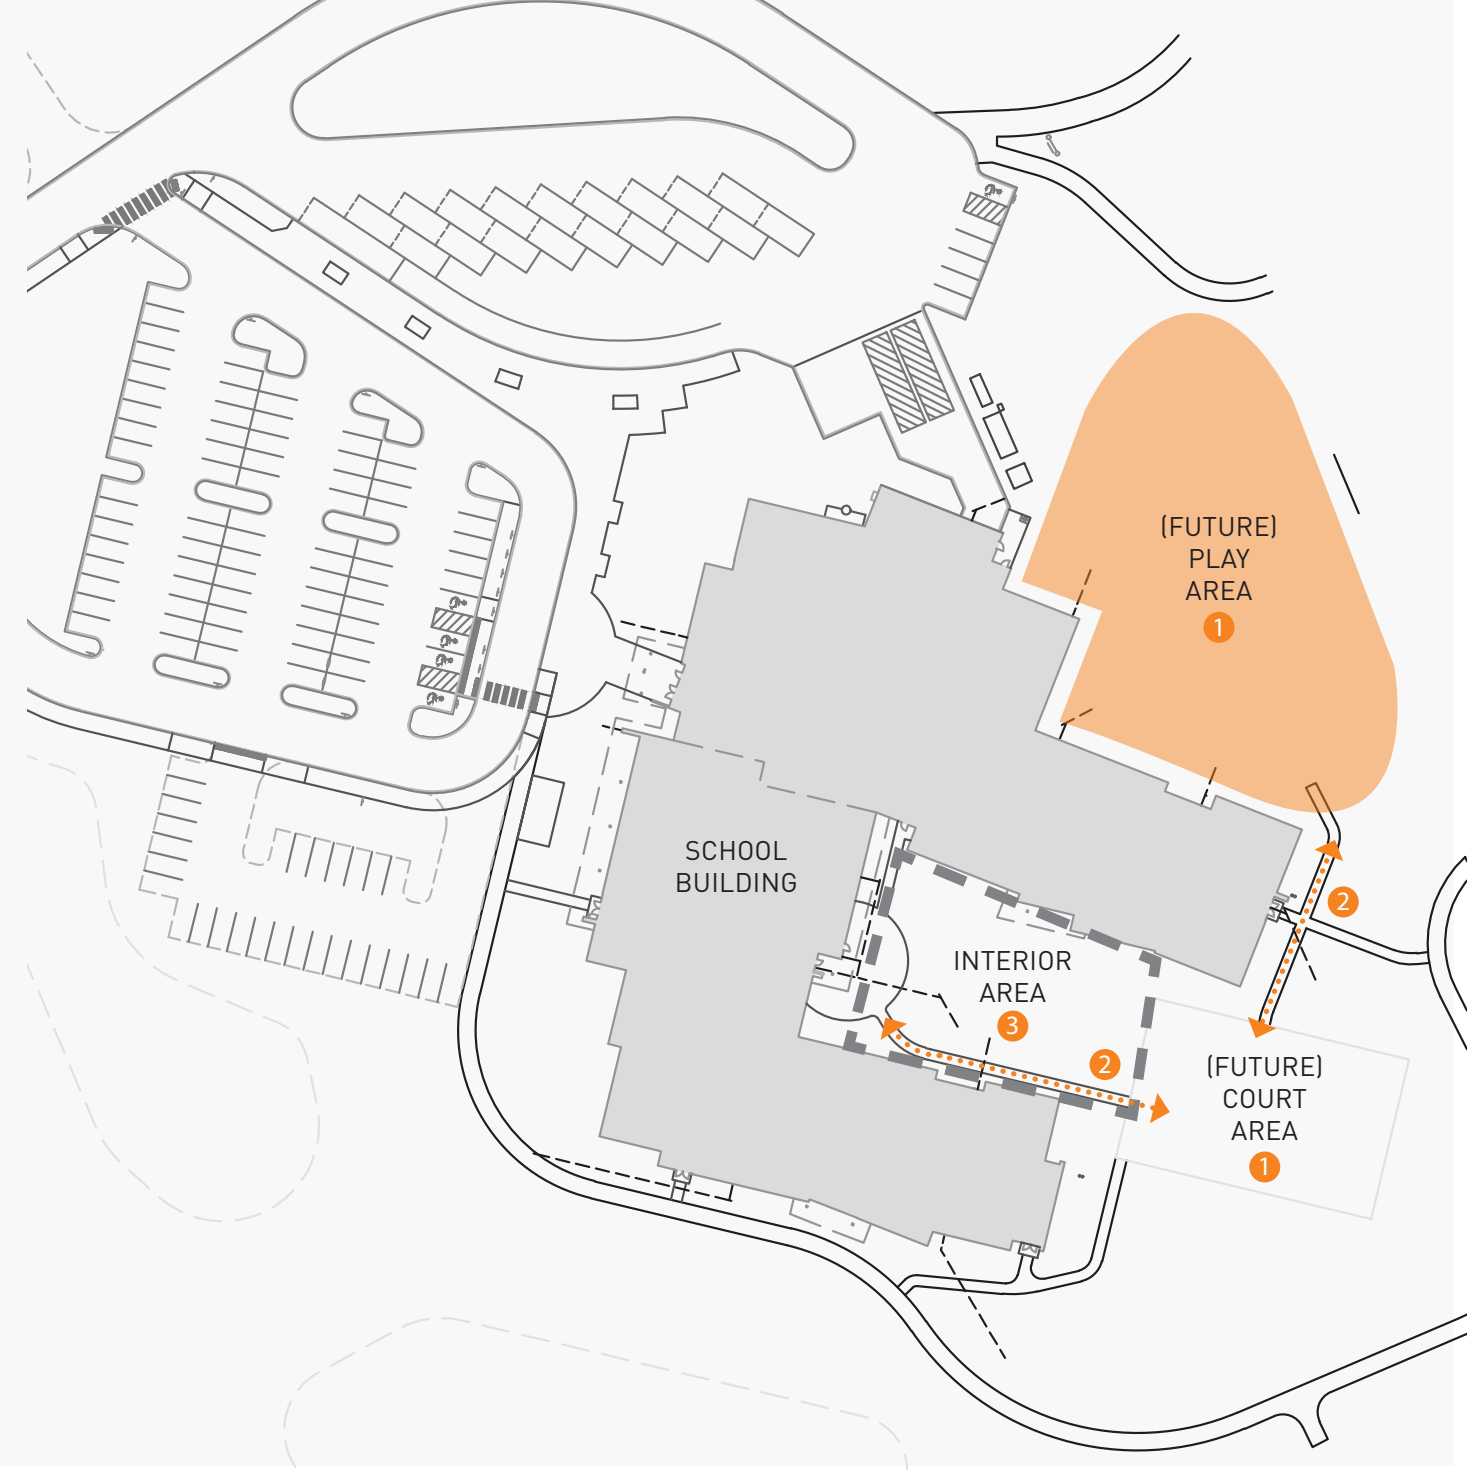 (FUTURE)
PLAY
AREA
1
SCHOOL
BUILDING
2
INTERIOR
AREA
3
2
(FUTURE)
COURT
AREA
1